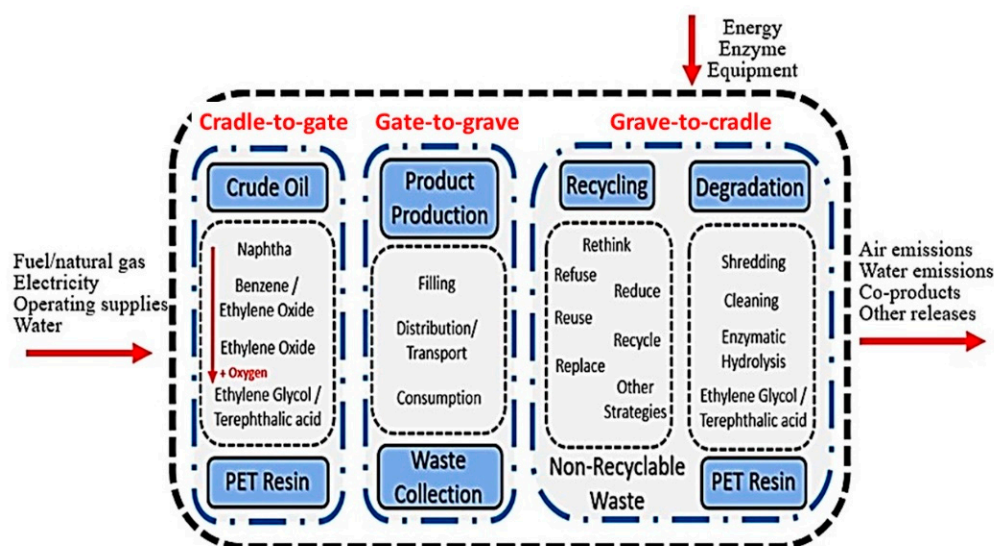 Energy
Enzyme
Equipment
Cradle-to-gate
Gate-to-grave
Grave-to-cradle
Fuel/natural gas
Electricity
Operating supplies
Water
Crude Oil
Naphtha
Benzene /
Ethylene Oxide
Ethylene Oxide
+ Oxygen
Ethylene Glycol /
Terephthalic acid
PET Resin
Product
Production
Filling
Distribution/
Transport
Consumption
Waste
Collection
Recycling
Rethink
Refuse
Reduce
Reuse
Recycle
Replace
Other
Strategies
Non-Recyclable
Waste
Degradation
Shredding
Cleaning
Enzymatic
Hydrolysis
Ethylene Glycol /
Terephthalic acid
PET Resin
Air emissions
Water emissions
Co-products
Other releases